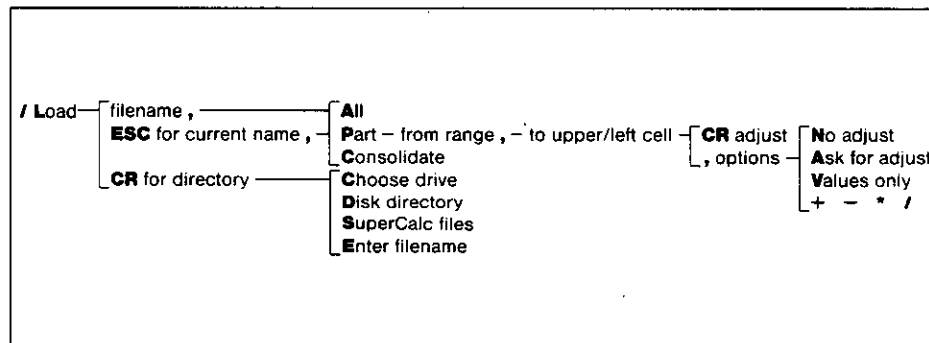 / Load filename , All
ESC for current name , – Part – from range , – to upper/left cell CR adjust No adjust
Consolidate , options Ask for adjust
CR for directory Choose drive Values only
Disk directory + – * /
SuperCalc files
Enter filename